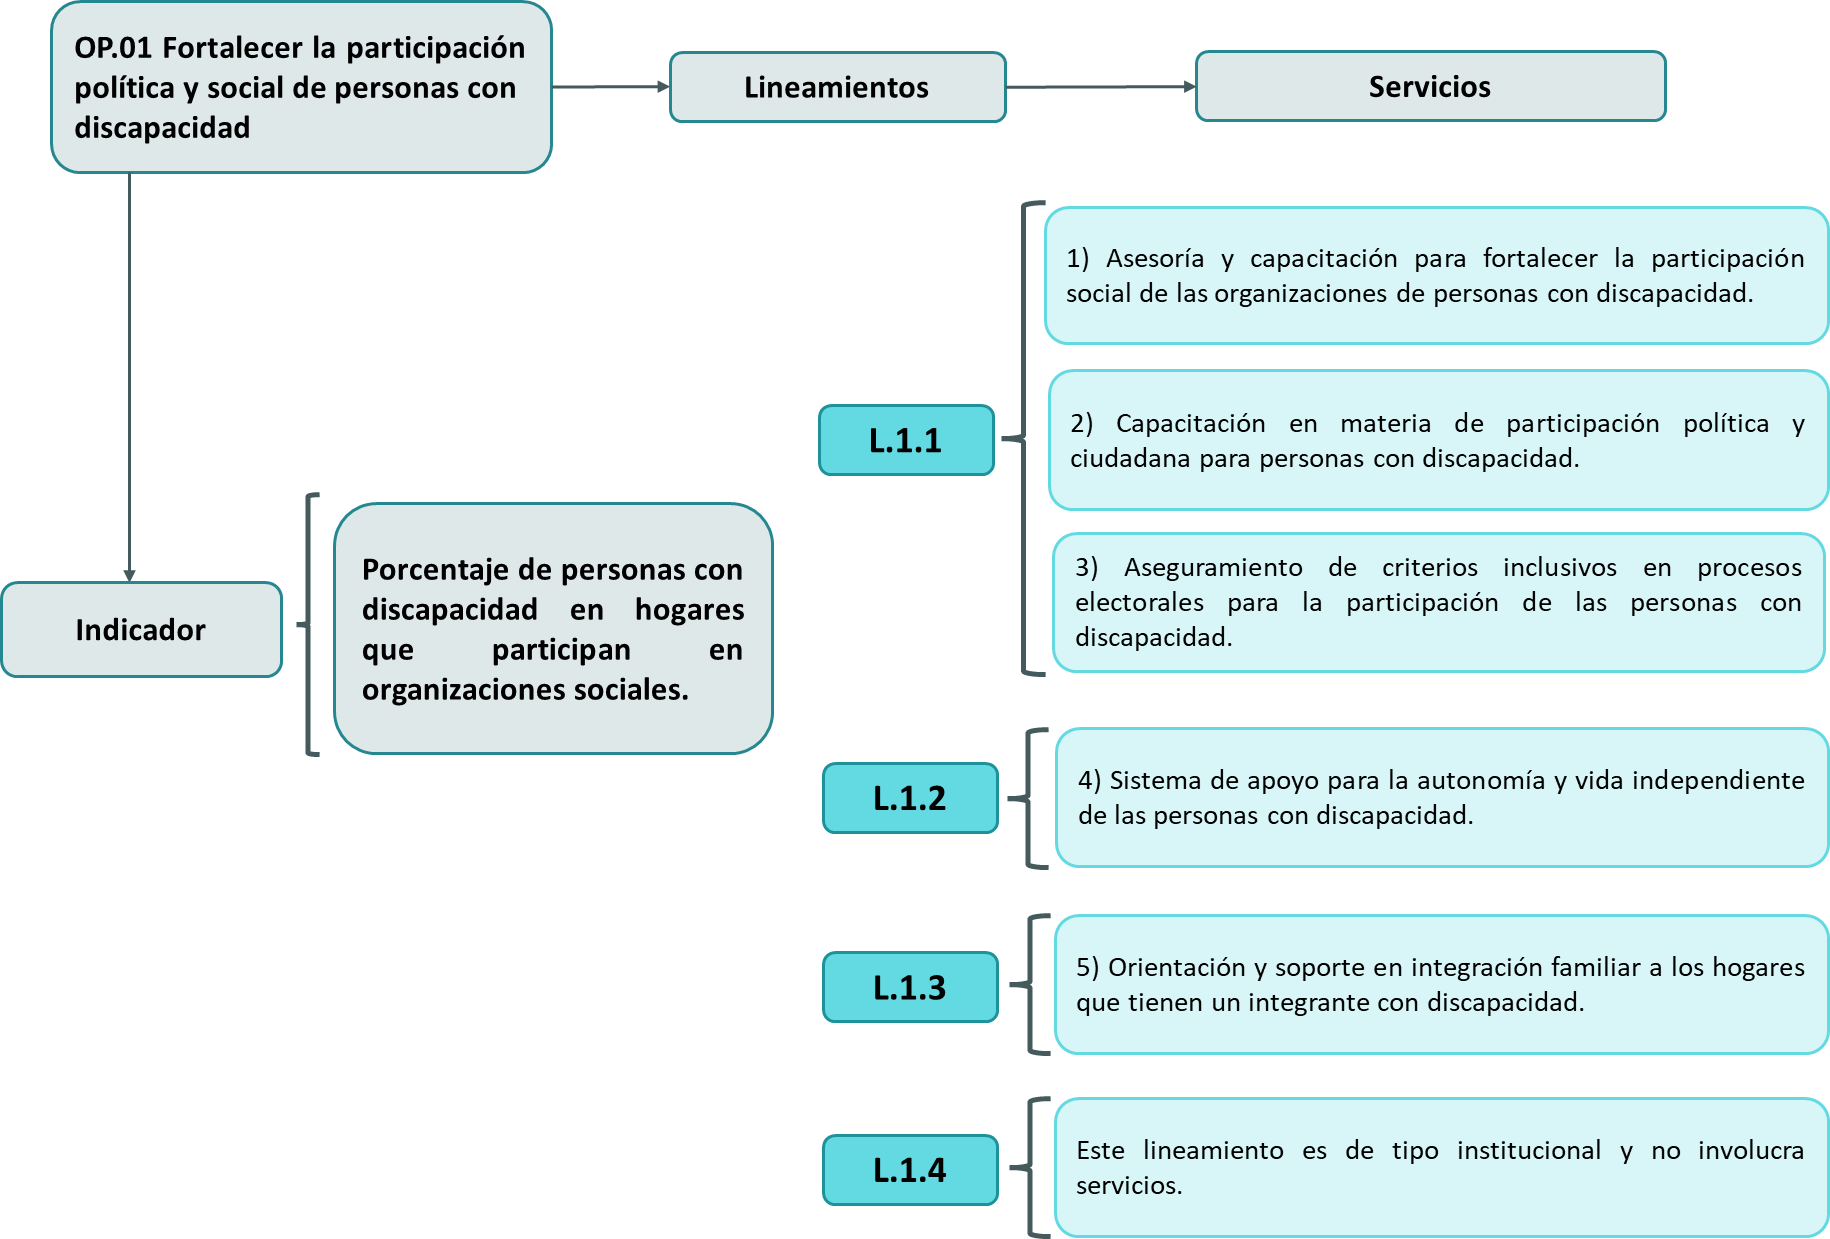 OP.01 Fortalecer la participación
política y social de personas con
discapacidad
Lineamientos
Servicios
Indicador
Porcentaje de personas con
discapacidad en hogares
que participan en
organizaciones sociales.
L.1.1
1) Asesoría y capacitación para fortalecer la participación
social de las organizaciones de personas con discapacidad.
2) Capacitación en materia de participación política y
ciudadana para personas con discapacidad.
3) Aseguramiento de criterios inclusivos en procesos
electorales para la participación de las personas con
discapacidad.
L.1.2
4) Sistema de apoyo para la autonomía y vida independiente
de las personas con discapacidad.
L.1.3
5) Orientación y soporte en integración familiar a los hogares
que tienen un integrante con discapacidad.
L.1.4
Este lineamiento es de tipo institucional y no involucra
servicios.